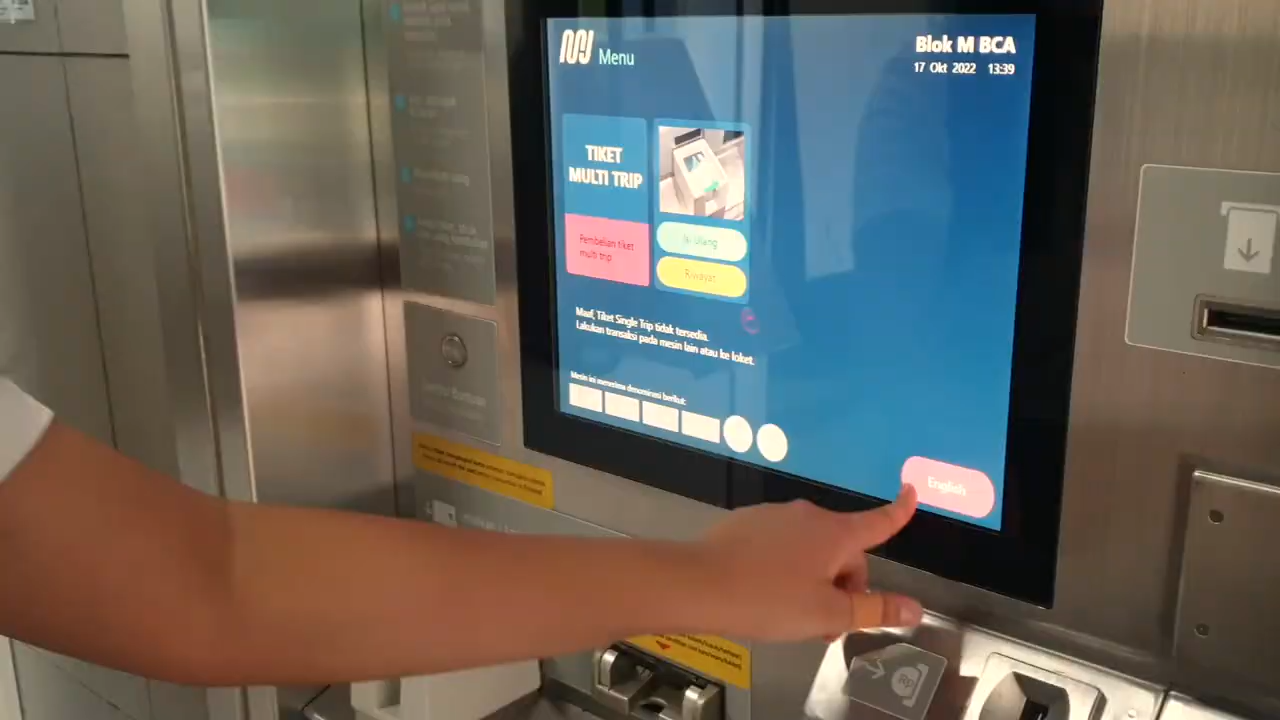 Menu
Blok M BCA
17 Okt 2022 13:39
TIKET
MULTI TRIP
Pembelian tiket
multi trip
Isi Ulang
Riwayat
Maaf, Tiket Single Trip tidak tersedia.
Lakukan transaksi pada mesin lain atau ke loket.
Mesin ini menerima denominasi berikut:
English